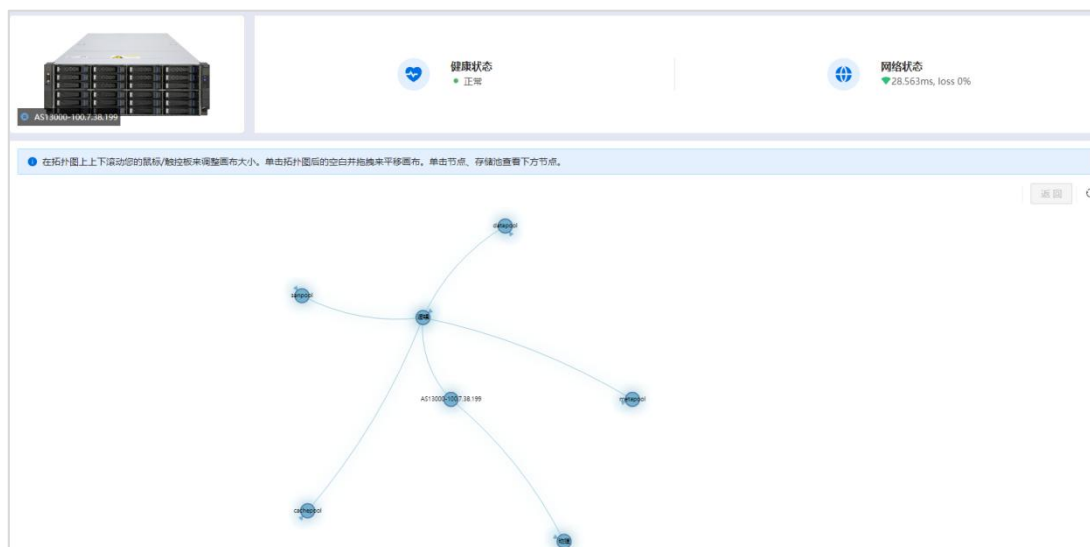 健康状态
正常
网络状态
28.563ms, loss 0%
AS13000-100.7.38.199
在拓扑图上上下滚动您的鼠标/触控板来调整画布大小。单击拓扑图后的空白并拖拽来平移画布。单击节点、存储池查看下方节点。
返回
datapool
sanpool
逻辑
AS13000-100.7.38.199
metapool
cachepool
物理